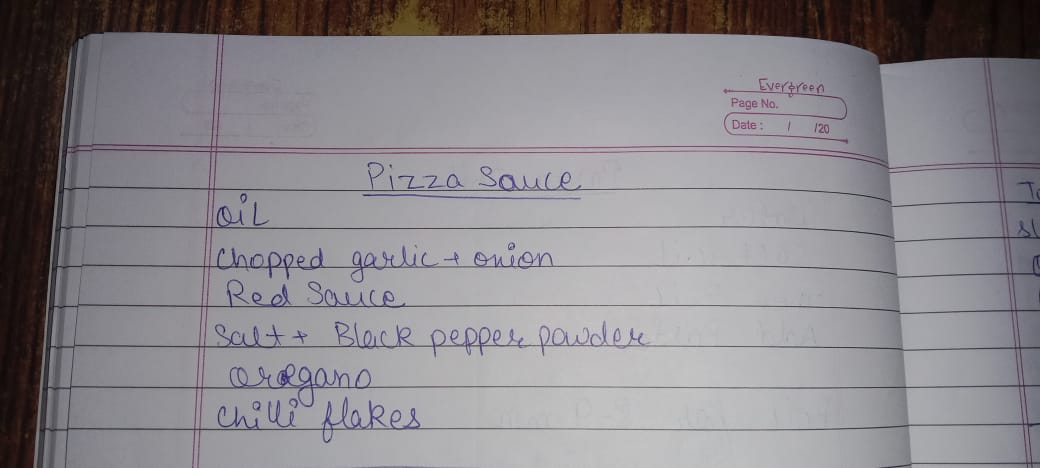 Evergreen
Page No.
Date : / /20
Pizza Sauce
Oil
Chopped garlic + onion
Red Sauce
Salt + Black pepper powder
Oregano
Chilli flakes